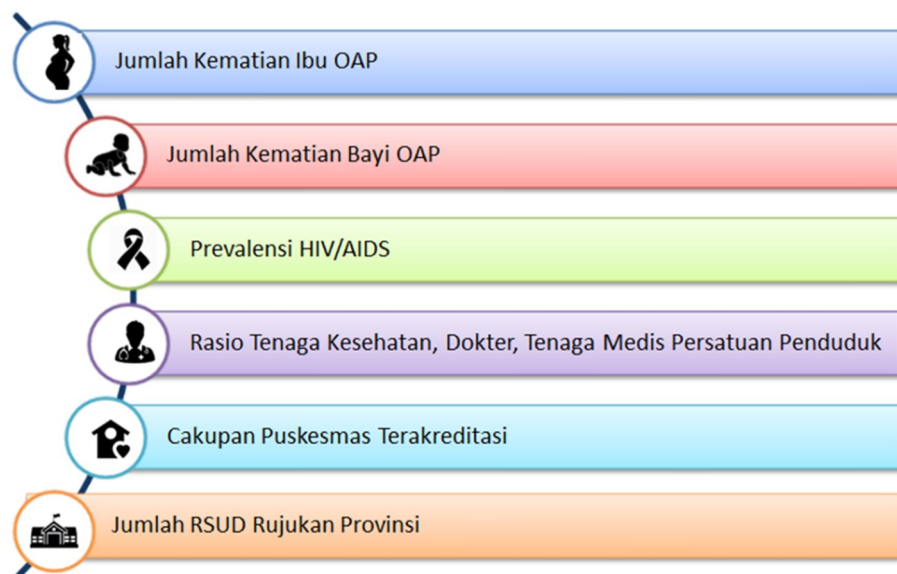 Jumlah Kematian Ibu OAP
Jumlah Kematian Bayi OAP
Prevalensi HIV/AIDS
Rasio Tenaga Kesehatan, Dokter, Tenaga Medis Persatuan Penduduk
Cakupan Puskesmas Terakreditasi
Jumlah RSUD Rujukan Provinsi